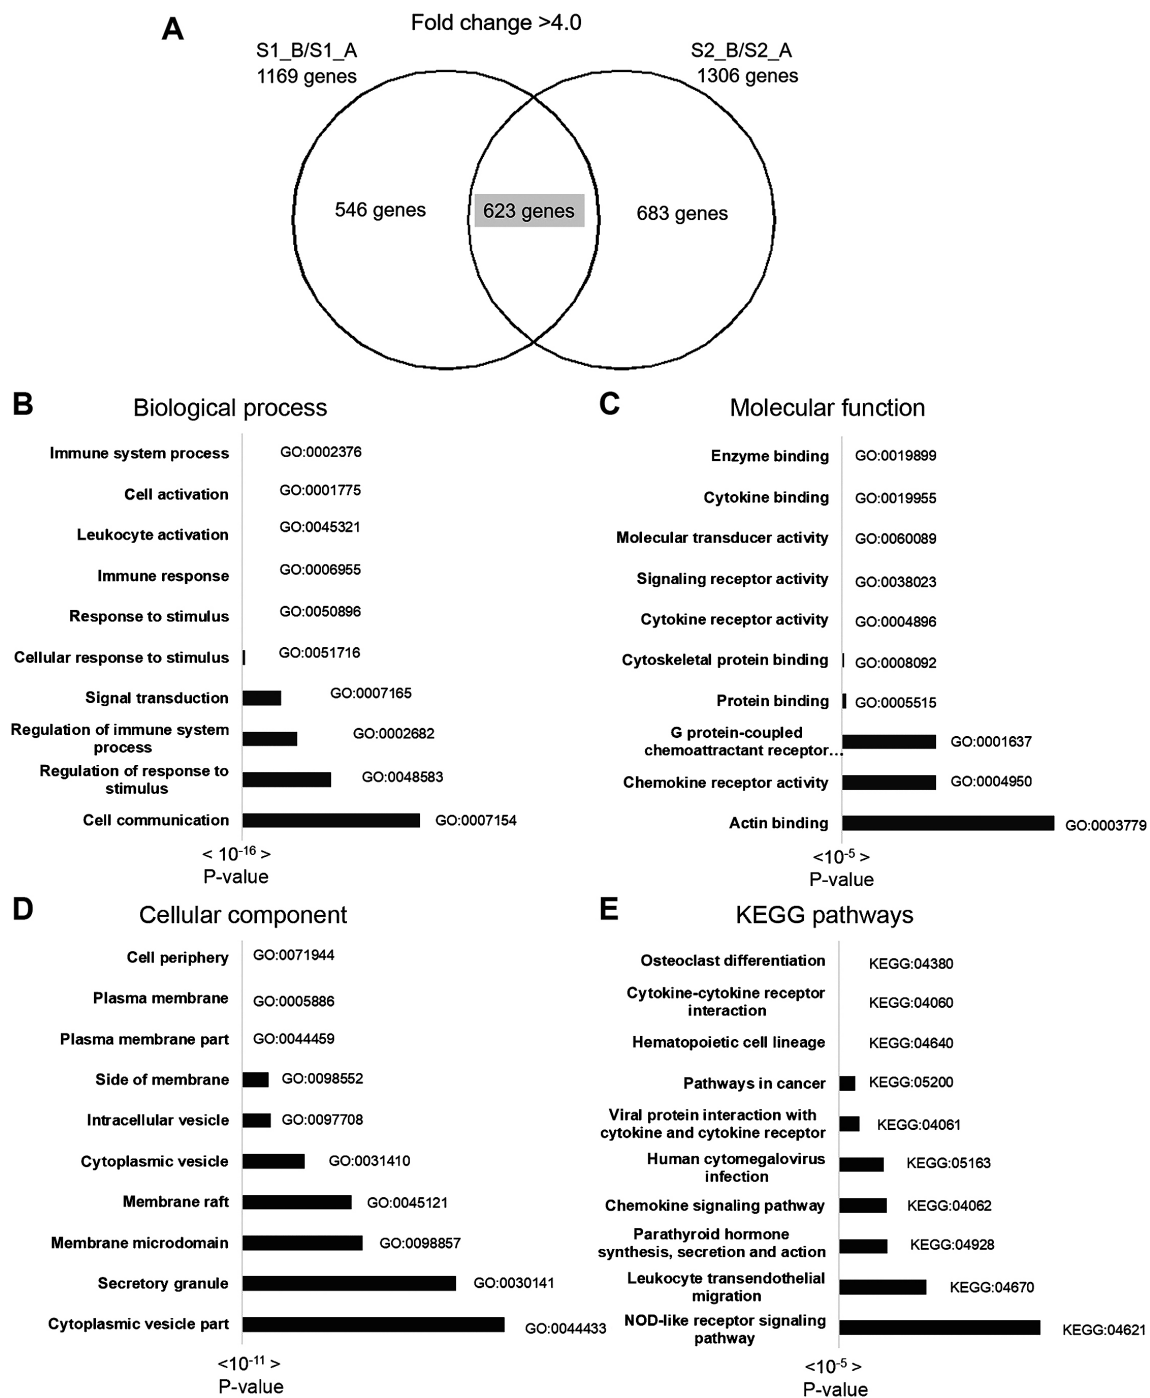 A
Fold change >4.0
S1_B/S1_A
1169 genes
S2_B/S2_A
1306 genes
546 genes
623 genes
683 genes
B
Biological process
Immune system process GO:0002376
Cell activation GO:0001775
Leukocyte activation GO:0045321
Immune response GO:0006955
Response to stimulus GO:0050896
Cellular response to stimulus GO:0051716
Signal transduction GO:0007165
Regulation of immune system
process
GO:0002682
Regulation of response to
stimulus
GO:0048583
Cell communication GO:0007154
< 10-16 >
P-value
C
Molecular function
Enzyme binding GO:0019899
Cytokine binding GO:0019955
Molecular transducer activity GO:0060089
Signaling receptor activity GO:0038023
Cytokine receptor activity GO:0004896
Cytoskeletal protein binding GO:0008092
Protein binding GO:0005515
G protein-coupled
chemoattractant receptor…
GO:0001637
Chemokine receptor activity GO:0004950
Actin binding GO:0003779
<10-5 >
P-value
D
Cellular component
Cell periphery GO:0071944
Plasma membrane GO:0005886
Plasma membrane part GO:0044459
Side of membrane GO:0098552
Intracellular vesicle GO:0097708
Cytoplasmic vesicle GO:0031410
Membrane raft GO:0045121
Membrane microdomain GO:0098857
Secretory granule GO:0030141
Cytoplasmic vesicle part GO:0044433
<10-11 >
P-value
E
KEGG pathways
Osteoclast differentiation KEGG:04380
Cytokine-cytokine receptor
interaction
KEGG:04060
Hematopoietic cell lineage KEGG:04640
Pathways in cancer KEGG:05200
Viral protein interaction with
cytokine and cytokine receptor
KEGG:04061
Human cytomegalovirus
infection
KEGG:05163
Chemokine signaling pathway KEGG:04062
Parathyroid hormone
synthesis, secretion and action
KEGG:04928
Leukocyte transendothelial
migration
KEGG:04670
NOD-like receptor signaling
pathway
KEGG:04621
<10-5 >
P-value